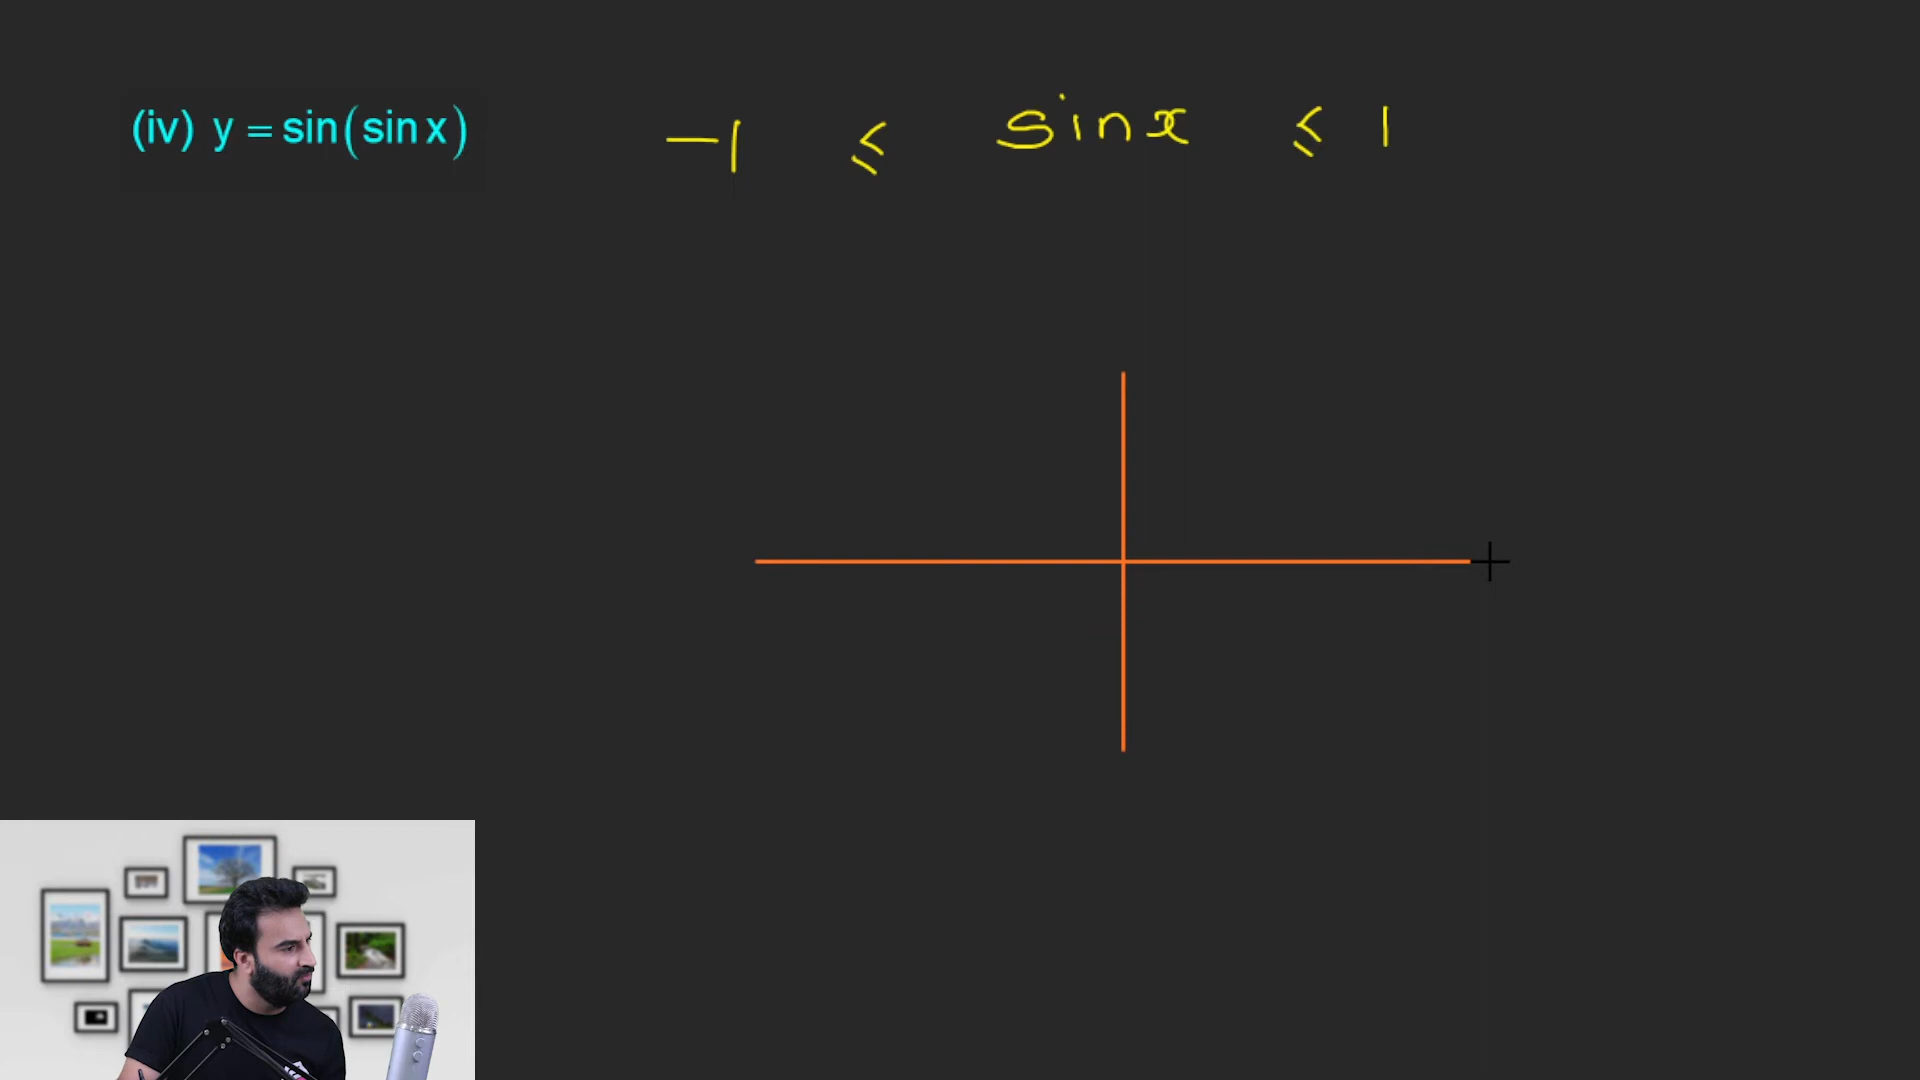 (iv) y = sin(sin x) -1 ≤ sin x ≤ 1